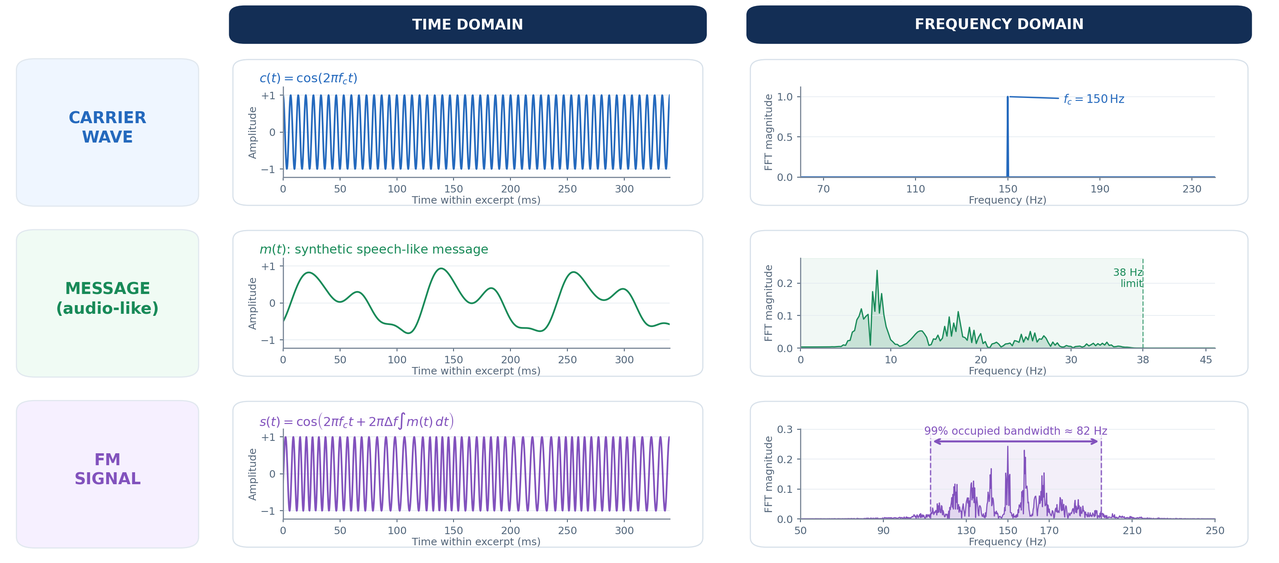 TIME DOMAIN
FREQUENCY DOMAIN
CARRIER
WAVE
c(t) = cos(2πf_c t)
Amplitude
+1
0
−1
0 50 100 150 200 250 300
Time within excerpt (ms)
FFT magnitude
1.0
0.5
0.0
f_c = 150 Hz
70 110 150 190 230
Frequency (Hz)
MESSAGE
(audio-like)
m(t): synthetic speech-like message
Amplitude
+1
0
−1
0 50 100 150 200 250 300
Time within excerpt (ms)
FFT magnitude
0.2
0.1
0.0
38 Hz
limit
0 10 20 30 38 45
Frequency (Hz)
FM
SIGNAL
s(t) = cos(2πf_c t + 2πΔf∫m(t) dt)
Amplitude
+1
0
−1
0 50 100 150 200 250 300
Time within excerpt (ms)
FFT magnitude
0.3
0.2
0.1
0.0
99% occupied bandwidth ≈ 82 Hz
50 90 130 150 170 210 250
Frequency (Hz)